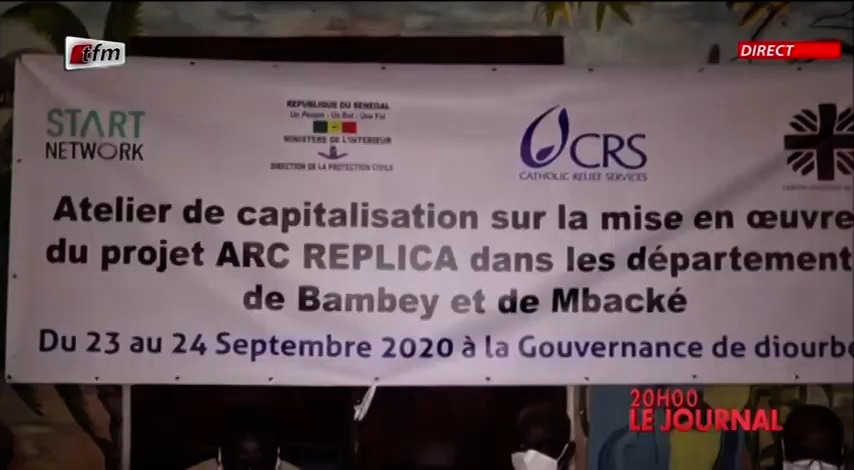 tfm
DIRECT
START
NETWORK
REPUBLIQUE DU SENEGAL
Un Peuple - Un But - Une Foi
MINISTERE DE L'INTERIEUR
DIRECTION DE LA PROTECTION CIVILE
CRS
CATHOLIC RELIEF SERVICES
Atelier de capitalisation sur la mise en œuvre
du projet ARC REPLICA dans les département
de Bambey et de Mbacké
Du 23 au 24 Septembre 2020 à la Gouvernance de diourbe
20H00
LE JOURNAL